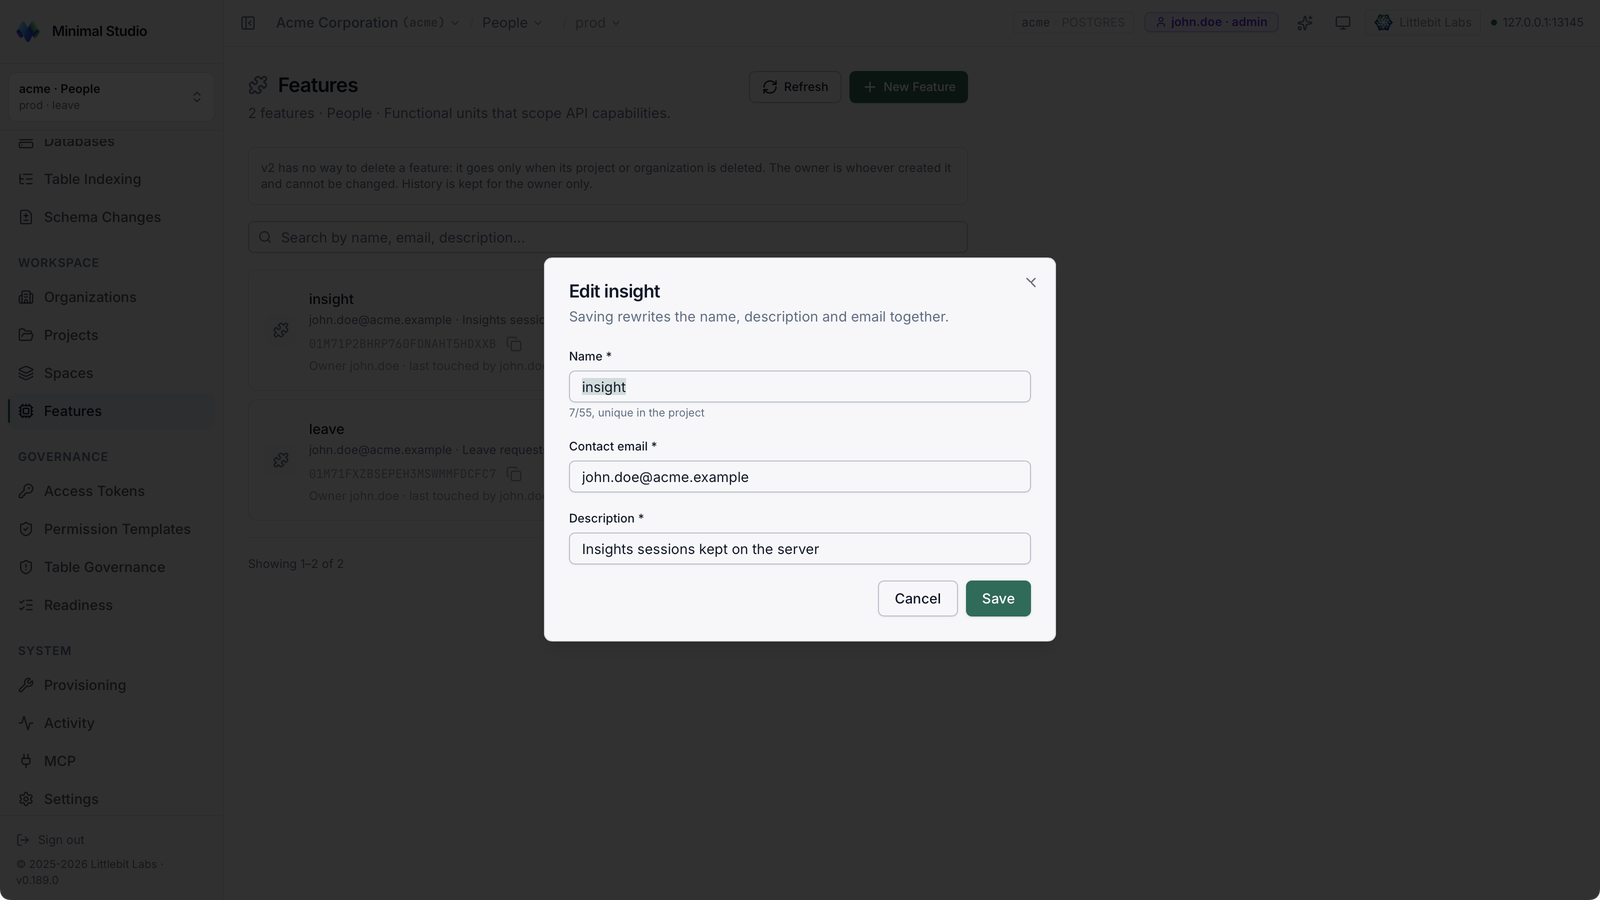 Minimal Studio
Acme Corporation (acme)
/
People
/
prod
acme · POSTGRES
john.doe · admin
Littlebit Labs
127.0.0.1:13145
acme · People
prod · leave
Databases
Table Indexing
Schema Changes
WORKSPACE
Organizations
Projects
Spaces
Features
GOVERNANCE
Access Tokens
Permission Templates
Table Governance
Readiness
SYSTEM
Provisioning
Activity
MCP
Settings
Sign out
© 2025-2026 Littlebit Labs ·
v0.189.0
Features
2 features · People · Functional units that scope API capabilities.
Refresh
New Feature
v2 has no way to delete a feature: it goes only when its project or organization is deleted. The owner is whoever created it
and cannot be changed. History is kept for the owner only.
Search by name, email, description...
insight
john.doe@acme.example · Insights sessi
Owner john.doe · last touched by john.do
leave
john.doe@acme.example · Leave request
Owner john.doe · last touched by john.do
Showing 1–2 of 2
Edit insight
Saving rewrites the name, description and email together.
Name *
insight
7/55, unique in the project
Contact email *
john.doe@acme.example
Description *
Insights sessions kept on the server
Cancel
Save